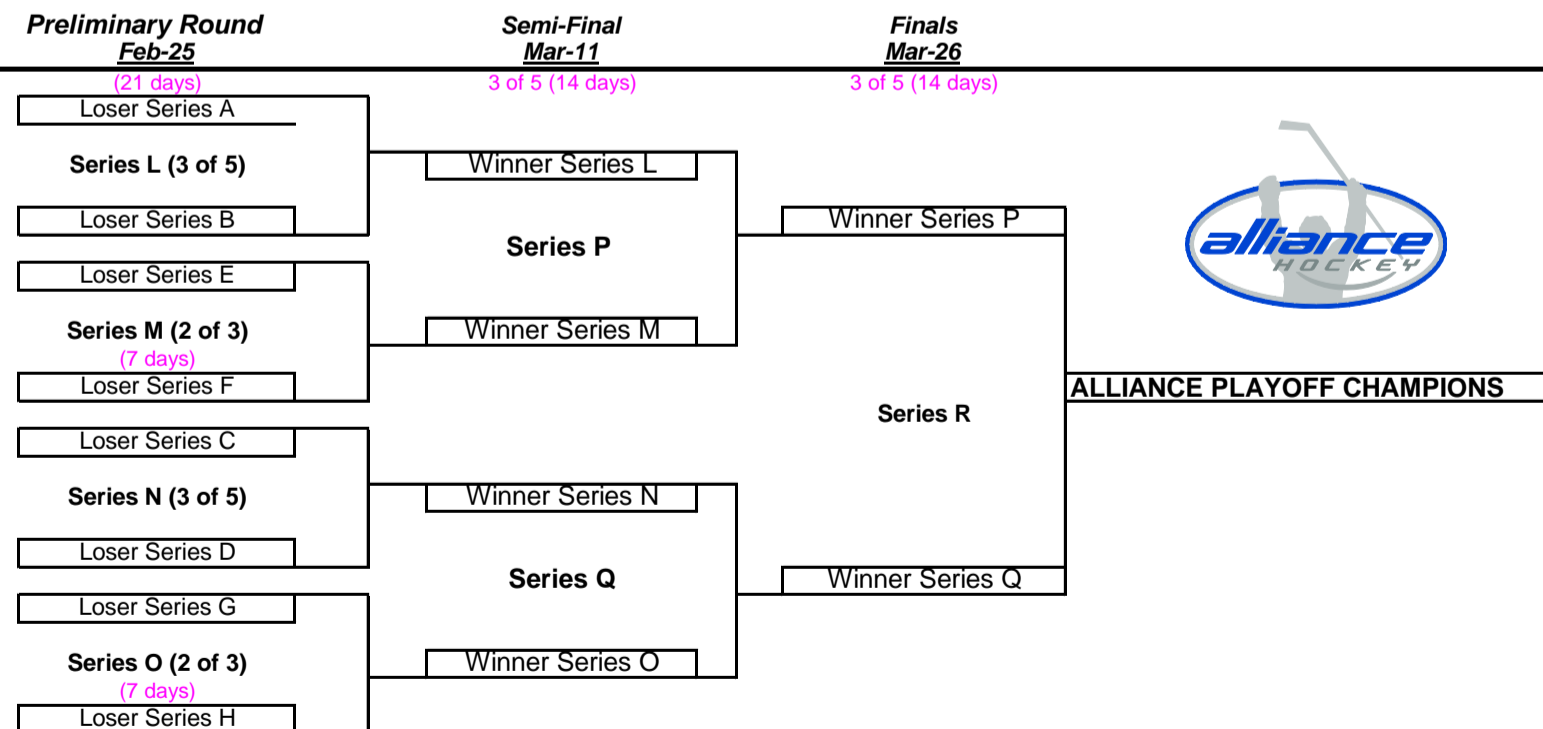 Preliminary Round
Feb-25
(21 days)
Semi-Final
Mar-11
3 of 5 (14 days)
Finals
Mar-26
3 of 5 (14 days)
Loser Series A
Series L (3 of 5)
Loser Series B
Loser Series E
Series M (2 of 3)
(7 days)
Loser Series F
Loser Series C
Series N (3 of 5)
Loser Series D
Loser Series G
Series O (2 of 3)
(7 days)
Loser Series H
Winner Series L
Series P
Winner Series M
Winner Series N
Series Q
Winner Series O
Winner Series P
Series R
Winner Series Q
alliance
HOCKEY
ALLIANCE PLAYOFF CHAMPIONS